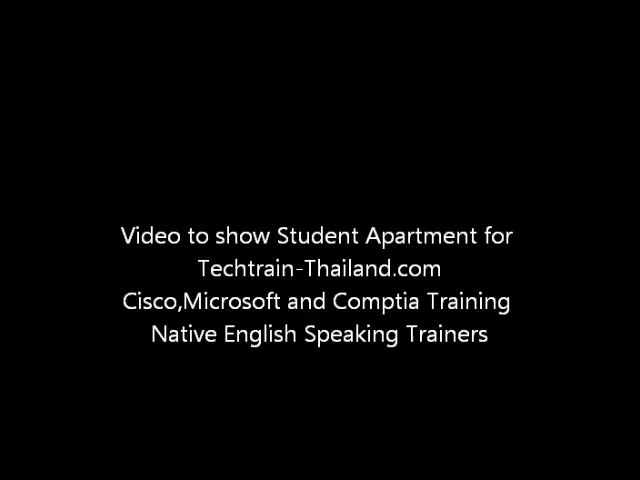 Video to show Student Apartment for
Techtrain-Thailand.com
Cisco,Microsoft and Comptia Training
Native English Speaking Trainers